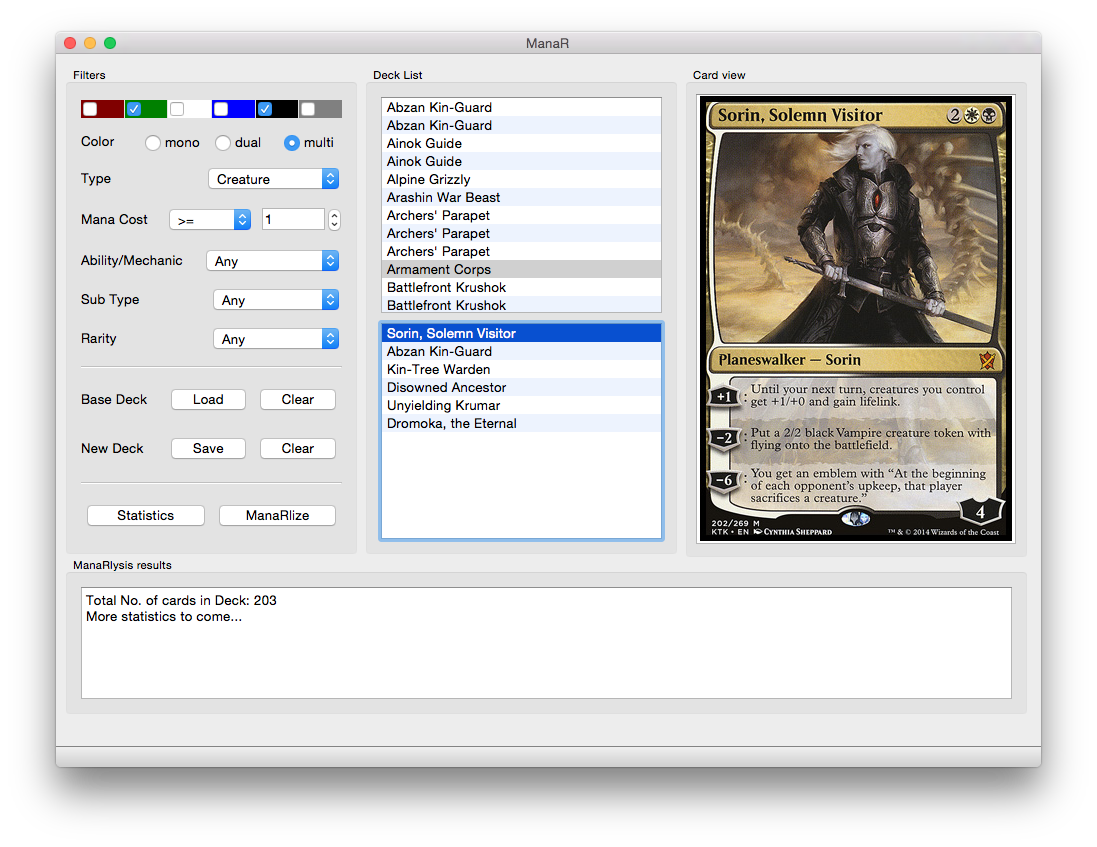 ManaR
Filters
Color
mono
dual
multi
Type
Creature
Mana Cost
>=
1
Ability/Mechanic
Any
Sub Type
Any
Rarity
Any
Base Deck
Load
Clear
New Deck
Save
Clear
Statistics
ManaRlize
Deck List
Abzan Kin-Guard
Abzan Kin-Guard
Ainok Guide
Ainok Guide
Alpine Grizzly
Arashin War Beast
Archers' Parapet
Archers' Parapet
Archers' Parapet
Armament Corps
Battlefront Krushok
Battlefront Krushok
Sorin, Solemn Visitor
Abzan Kin-Guard
Kin-Tree Warden
Disowned Ancestor
Unyielding Krumar
Dromoka, the Eternal
Card view
Sorin, Solemn Visitor
2
Planeswalker — Sorin
+1 : Until your next turn, creatures you control
get +1/+0 and gain lifelink.
−2 : Put a 2/2 black Vampire creature token with
flying onto the battlefield.
−6 : You get an emblem with “At the beginning
of each opponent’s upkeep, that player
sacrifices a creature.”
4
202/269 M
KTK • EN Cynthia Sheppard
™ & © 2014 Wizards of the Coast
ManaRlysis results
Total No. of cards in Deck: 203
More statistics to come...